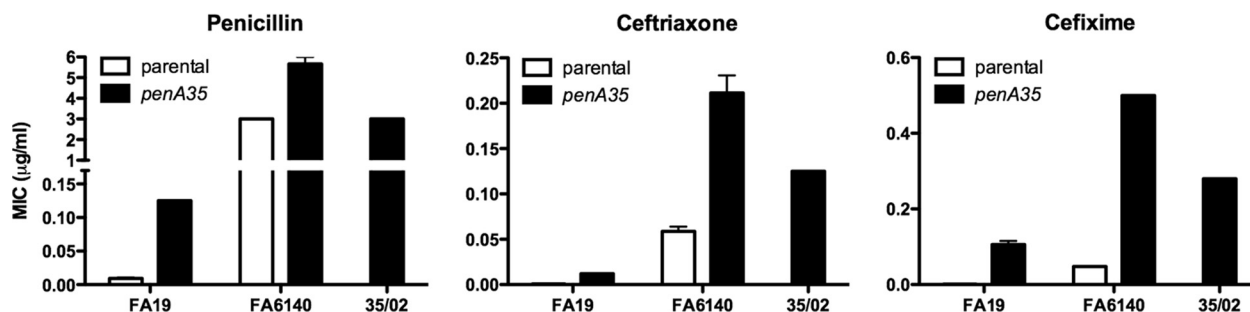 Penicillin
MIC (μg/ml)
6
5
4
3
2
1
0.15
0.10
0.05
0.00
parental
penA35
FA19 FA6140 35/02
Ceftriaxone
0.25
0.20
0.15
0.10
0.05
0.00
parental
penA35
FA19 FA6140 35/02
Cefixime
0.6
0.4
0.2
0.0
parental
penA35
FA19 FA6140 35/02